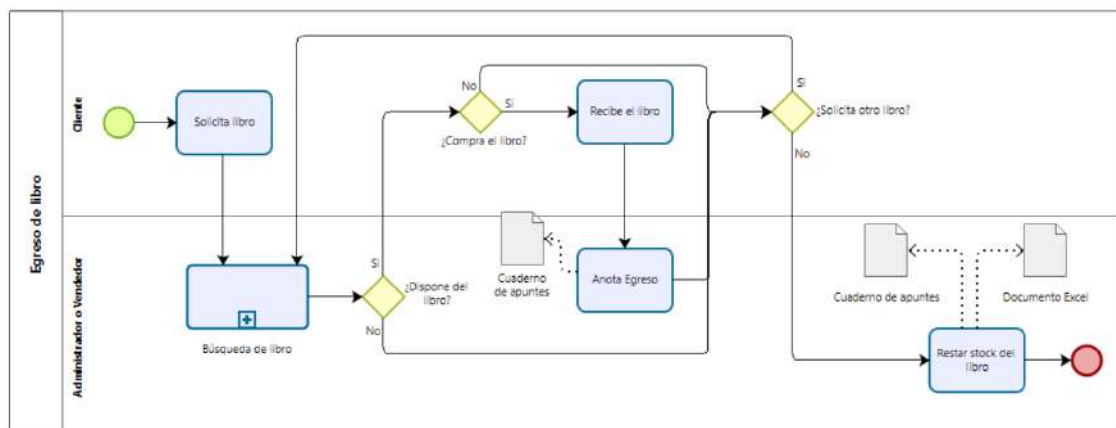 Egreso de libro
Cliente
Administrador o Vendedor
Solicita libro
No
Si
¿Compra el libro?
Recibe el libro
Si
¿Solicita otro libro?
No
Búsqueda de libro
Si
¿Dispone del
libro?
No
Cuaderno
de apuntes
Anota Egreso
Cuaderno de apuntes
Documento Excel
Restar stock del
libro